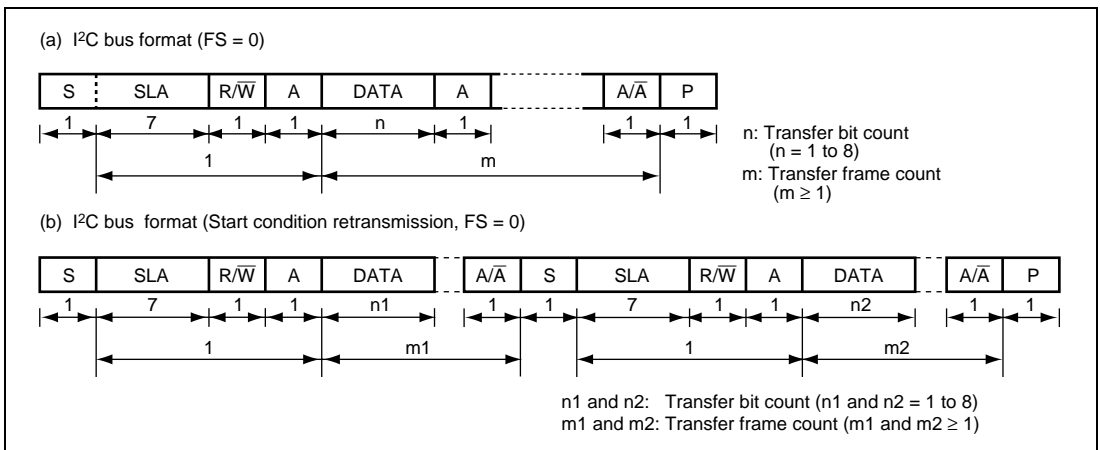 (a) I²C bus format (FS = 0)
S SLA R/W̅ A DATA A A/A̅ P
1 7 1 1 n 1 1 1
1 m
n: Transfer bit count
(n = 1 to 8)
m: Transfer frame count
(m ≥ 1)
(b) I²C bus format (Start condition retransmission, FS = 0)
S SLA R/W̅ A DATA A/A̅ S SLA R/W̅ A DATA A/A̅ P
1 7 1 1 n1 1 1 7 1 1 n2 1 1
1 m1 1 m2
n1 and n2: Transfer bit count (n1 and n2 = 1 to 8)
m1 and m2: Transfer frame count (m1 and m2 ≥ 1)